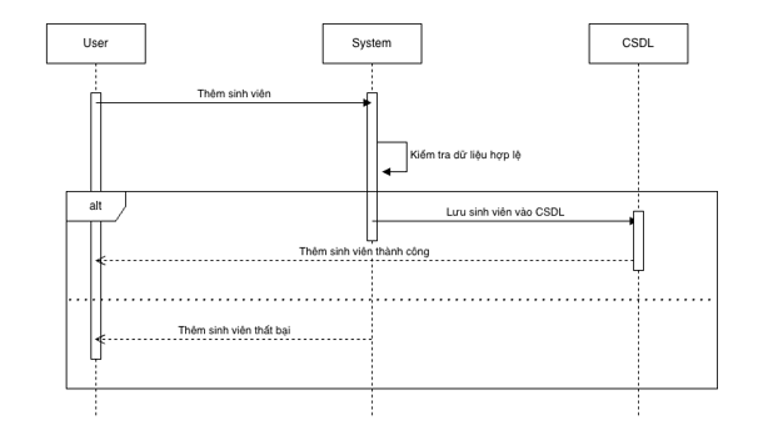 User
System
CSDL
Thêm sinh viên
Kiểm tra dữ liệu hợp lệ
alt
Lưu sinh viên vào CSDL
Thêm sinh viên thành công
Thêm sinh viên thất bại